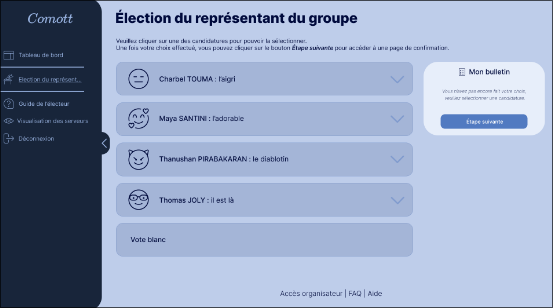 Comott
Élection du représentant du groupe
Veuillez cliquer sur une des candidatures pour pouvoir la sélectionner.
Une fois votre choix effectué, vous pouvez cliquer sur le bouton Étape suivante pour accéder à une page de confirmation.
Tableau de bord
Élection du représent...
Guide de l'électeur
Visualisation des serveurs
Déconnexion
Charbel TOUMA : l'aigri
Maya SANTINI : l'adorable
Thanushan PIRABAKARAN : le diablotin
Thomas JOLY : il est là
Vote blanc
Mon bulletin
Vous n'avez pas encore fait votre choix,
veuillez sélectionner une candidature.
Étape suivante
Accès organisateur | FAQ | Aide